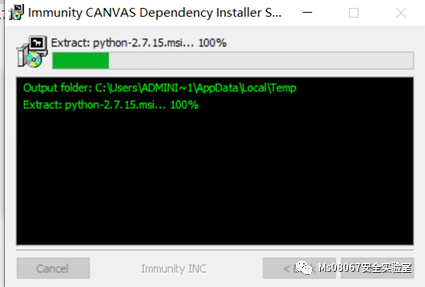 Immunity CANVAS Dependency Installer S...
Extract: python-2.7.15.msi... 100%
Output folder: C:\Users\ADMINI~1\AppData\Local\Temp
Extract: python-2.7.15.msi... 100%
Cancel
Immunity INC
Ms08067安全实验室